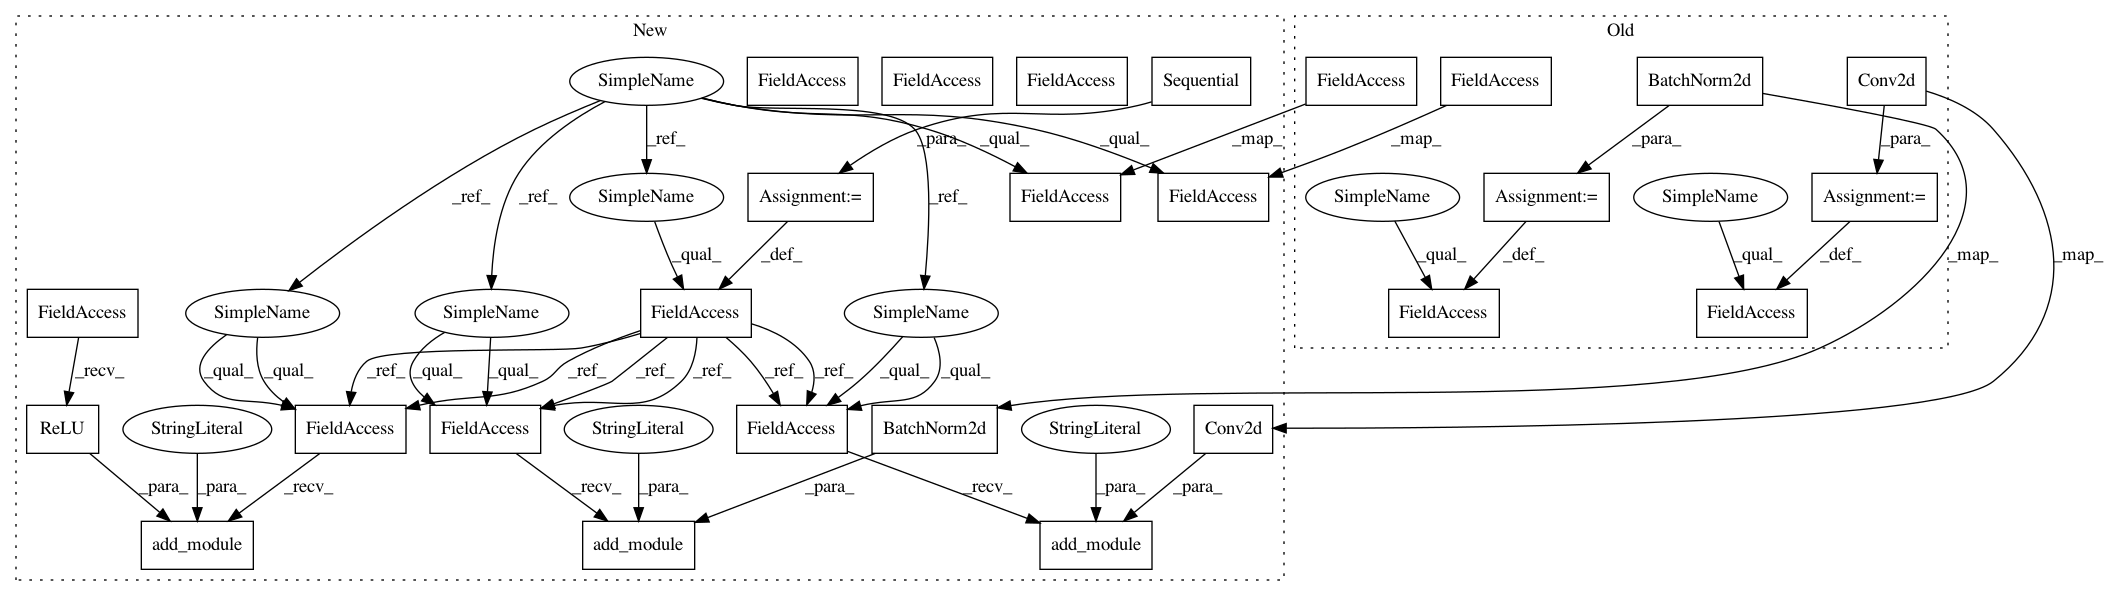 New
Old
SimpleName
FieldAccess
FieldAccess
FieldAccess
Sequential
FieldAccess
FieldAccess
BatchNorm2d
Conv2d
_ref_
_para_
_qual_
_qual_
_map_
_map_
_para_
_para_
_ref_
_ref_
SimpleName
Assignment:=
_ref_
FieldAccess
FieldAccess
SimpleName
Assignment:=
SimpleName
Assignment:=
_qual_
_def_
_qual_
_def_
_qual_
_def_
_map_
_map_
FieldAccess
SimpleName
SimpleName
FieldAccess
SimpleName
FieldAccess
FieldAccess
_recv_
_qual_
_qual_
_ref_
_qual_
_qual_
_ref_
_ref_
_ref_
_ref_
_ref_
_qual_
_qual_
ReLU
StringLiteral
FieldAccess
FieldAccess
StringLiteral
FieldAccess
BatchNorm2d
StringLiteral
Conv2d
_para_
_para_
_recv_
_recv_
_para_
_para_
_recv_
_para_
_para_
add_module
add_module
add_module